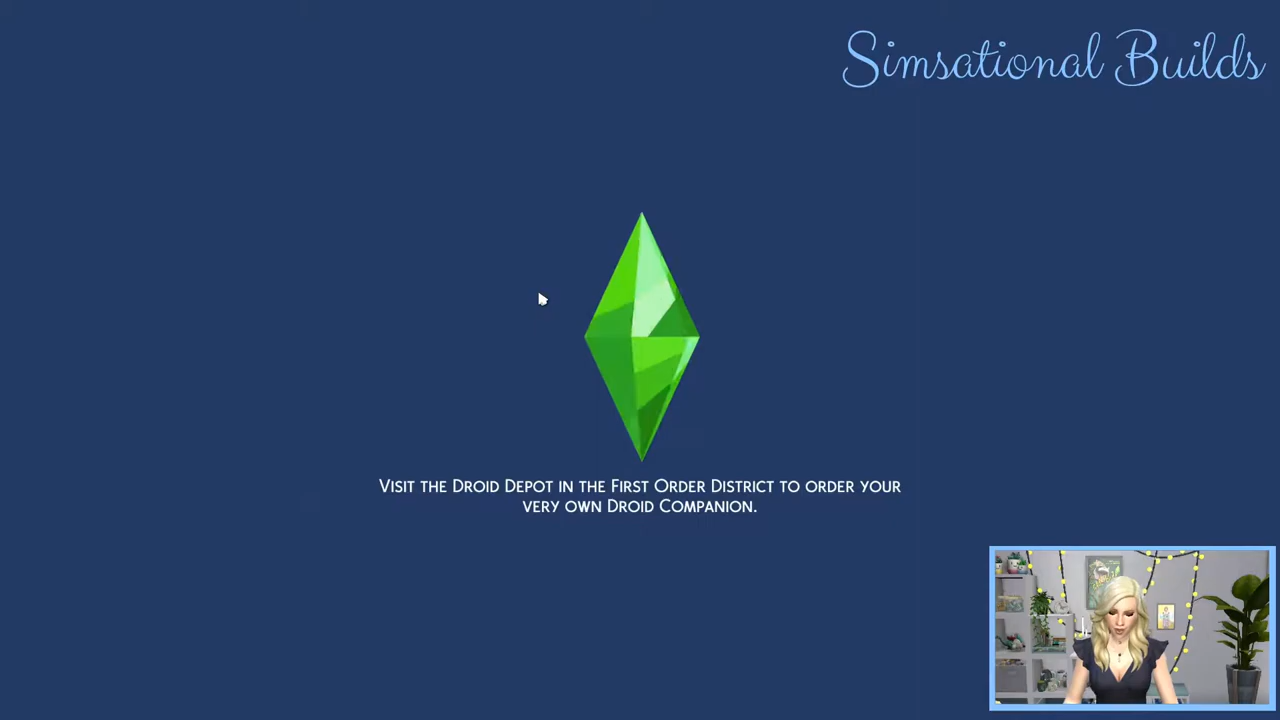 Simsational Builds
Visit the Droid Depot in the First Order District to order your
very own Droid Companion.